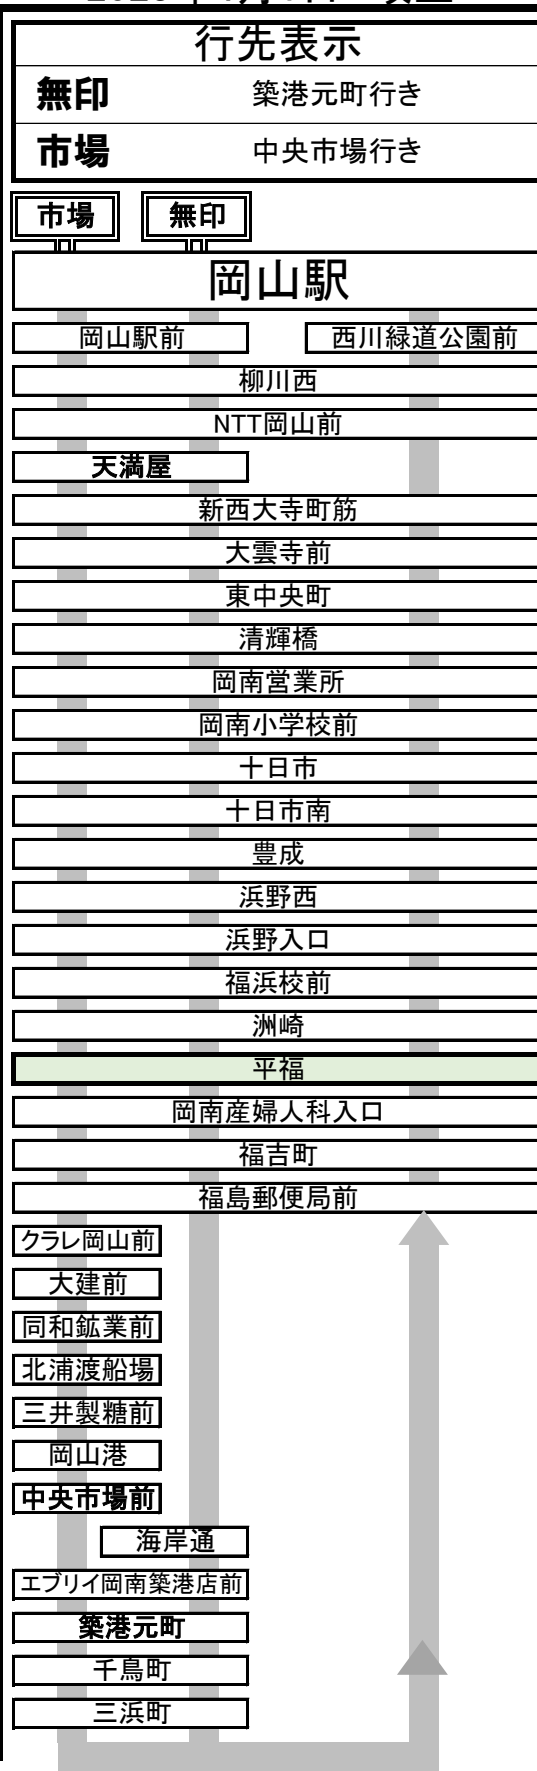 行先表示
無印 築港元町行き
市場 中央市場行き
市場 無印
岡山駅
岡山駅前 西川緑道公園前
柳川西
NTT岡山前
天満屋
新西大寺町筋
大雲寺前
東中央町
清輝橋
岡南営業所
岡南小学校前
十日市
十日市南
豊成
浜野西
浜野入口
福浜校前
洲崎
平福
岡南産婦人科入口
福吉町
福島郵便局前
クラレ岡山前
大建前
同和鉱業前
北浦渡船場
三井製糖前
岡山港
中央市場前
海岸通
エブリイ岡南築港店前
築港元町
千鳥町
三浜町